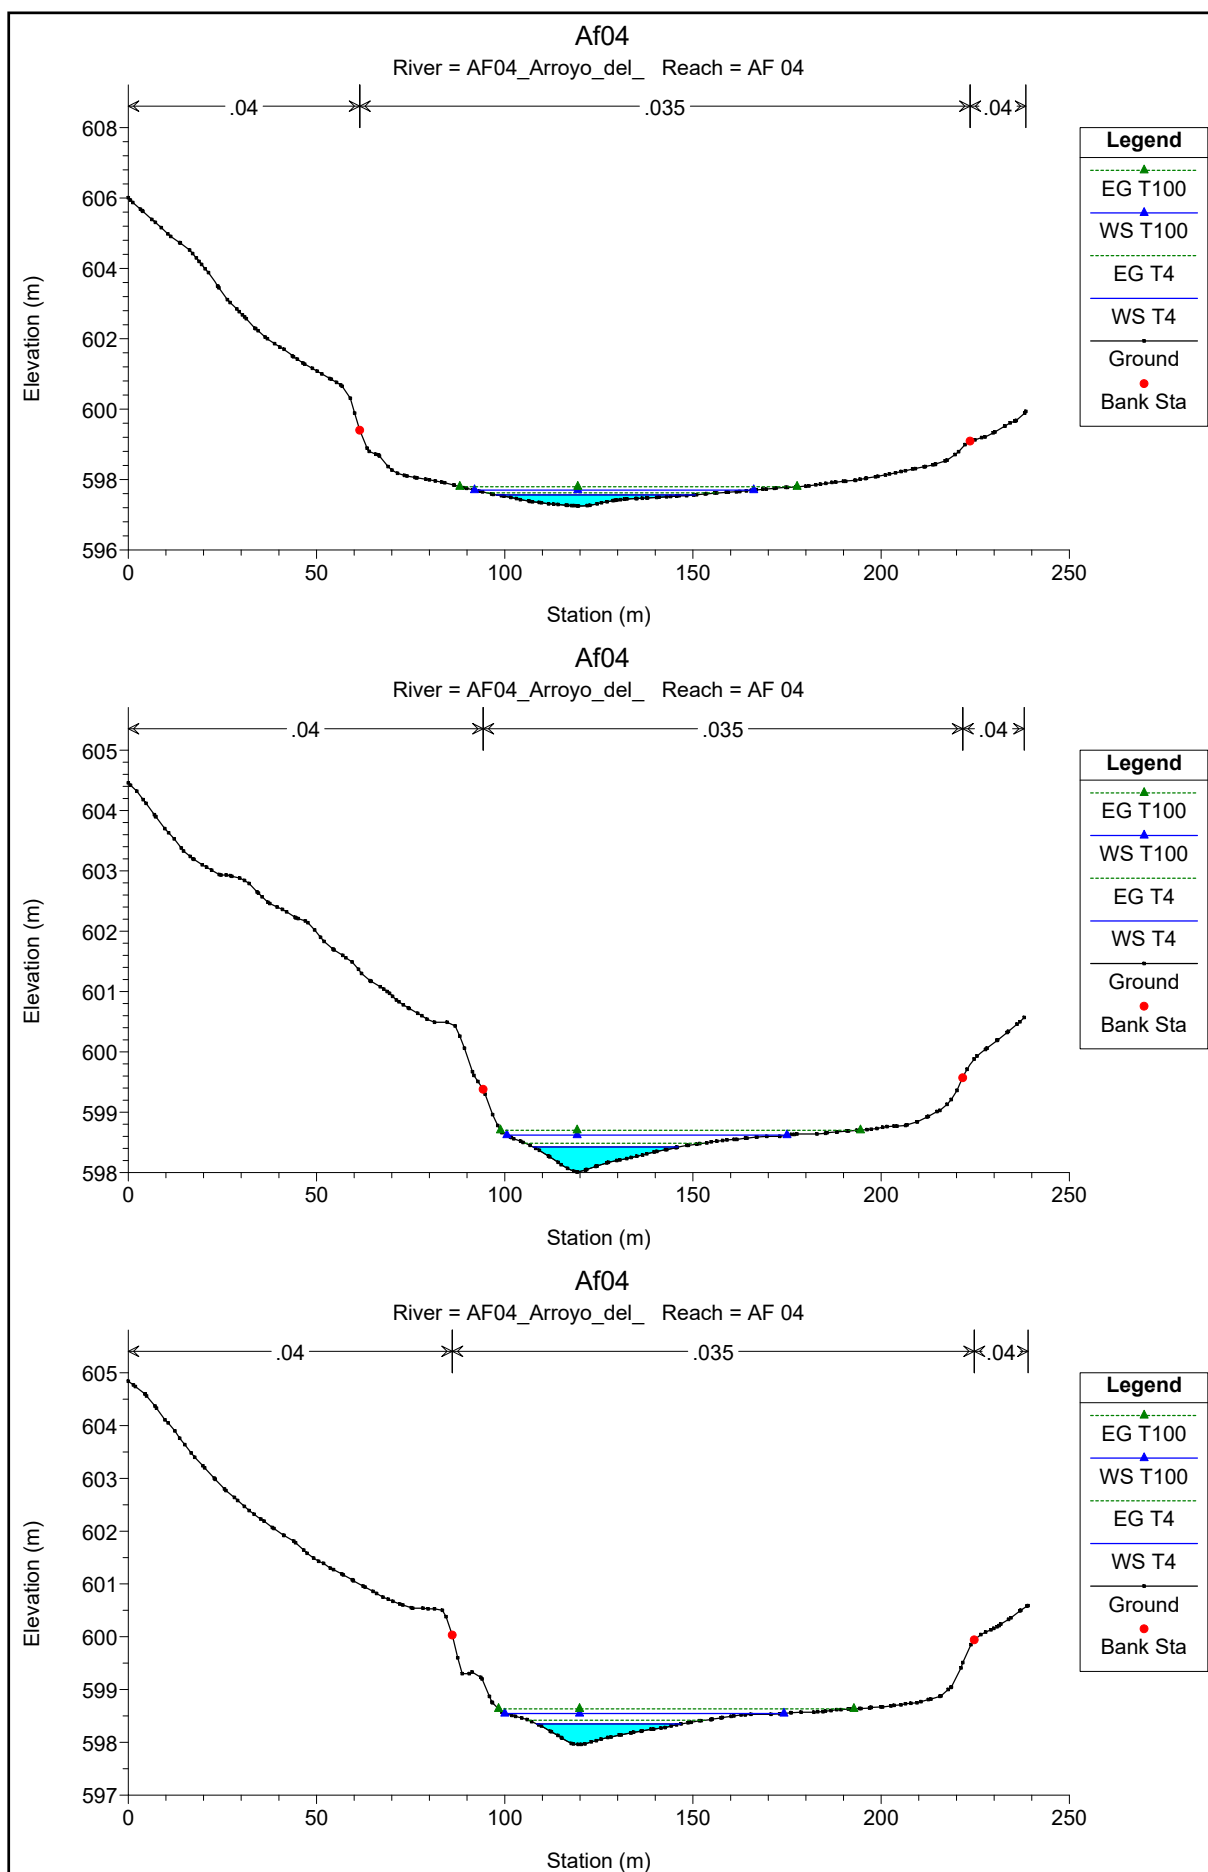 Af04
River = AF04_Arroyo_del_ Reach = AF 04
.04 .035 .04
608
606
604
602
600
598
596
Elevation (m)
0 50 100 150 200 250
Station (m)
Legend
EG T100
WS T100
EG T4
WS T4
Ground
Bank Sta
Af04
River = AF04_Arroyo_del_ Reach = AF 04
.04 .035 .04
605
604
603
602
601
600
599
598
Elevation (m)
0 50 100 150 200 250
Station (m)
Legend
EG T100
WS T100
EG T4
WS T4
Ground
Bank Sta
Af04
River = AF04_Arroyo_del_ Reach = AF 04
.04 .035 .04
605
604
603
602
601
600
599
598
597
Elevation (m)
0 50 100 150 200 250
Station (m)
Legend
EG T100
WS T100
EG T4
WS T4
Ground
Bank Sta